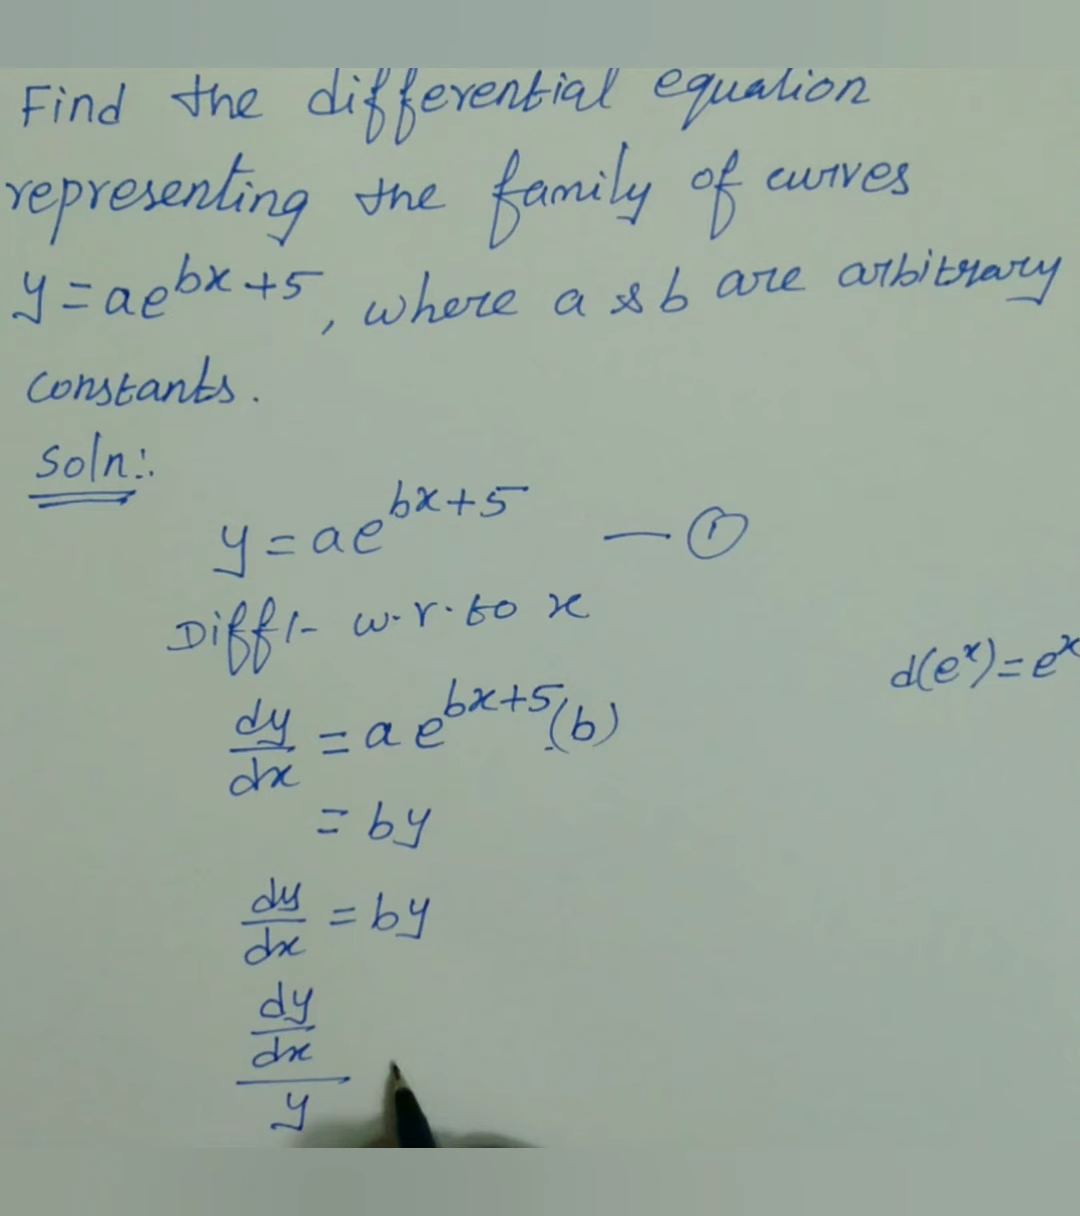 Find the differential equation
representing the family of curves
y = ae^{bx+5}, where a & b are arbitrary
constants.
Soln:.
y = ae^{bx+5} — ①
Diff/- w.r.to x
d(e^x) = e^x
dy/dx = ae^{bx+5}(b)
= by
dy/dx = by
dy/dx / y